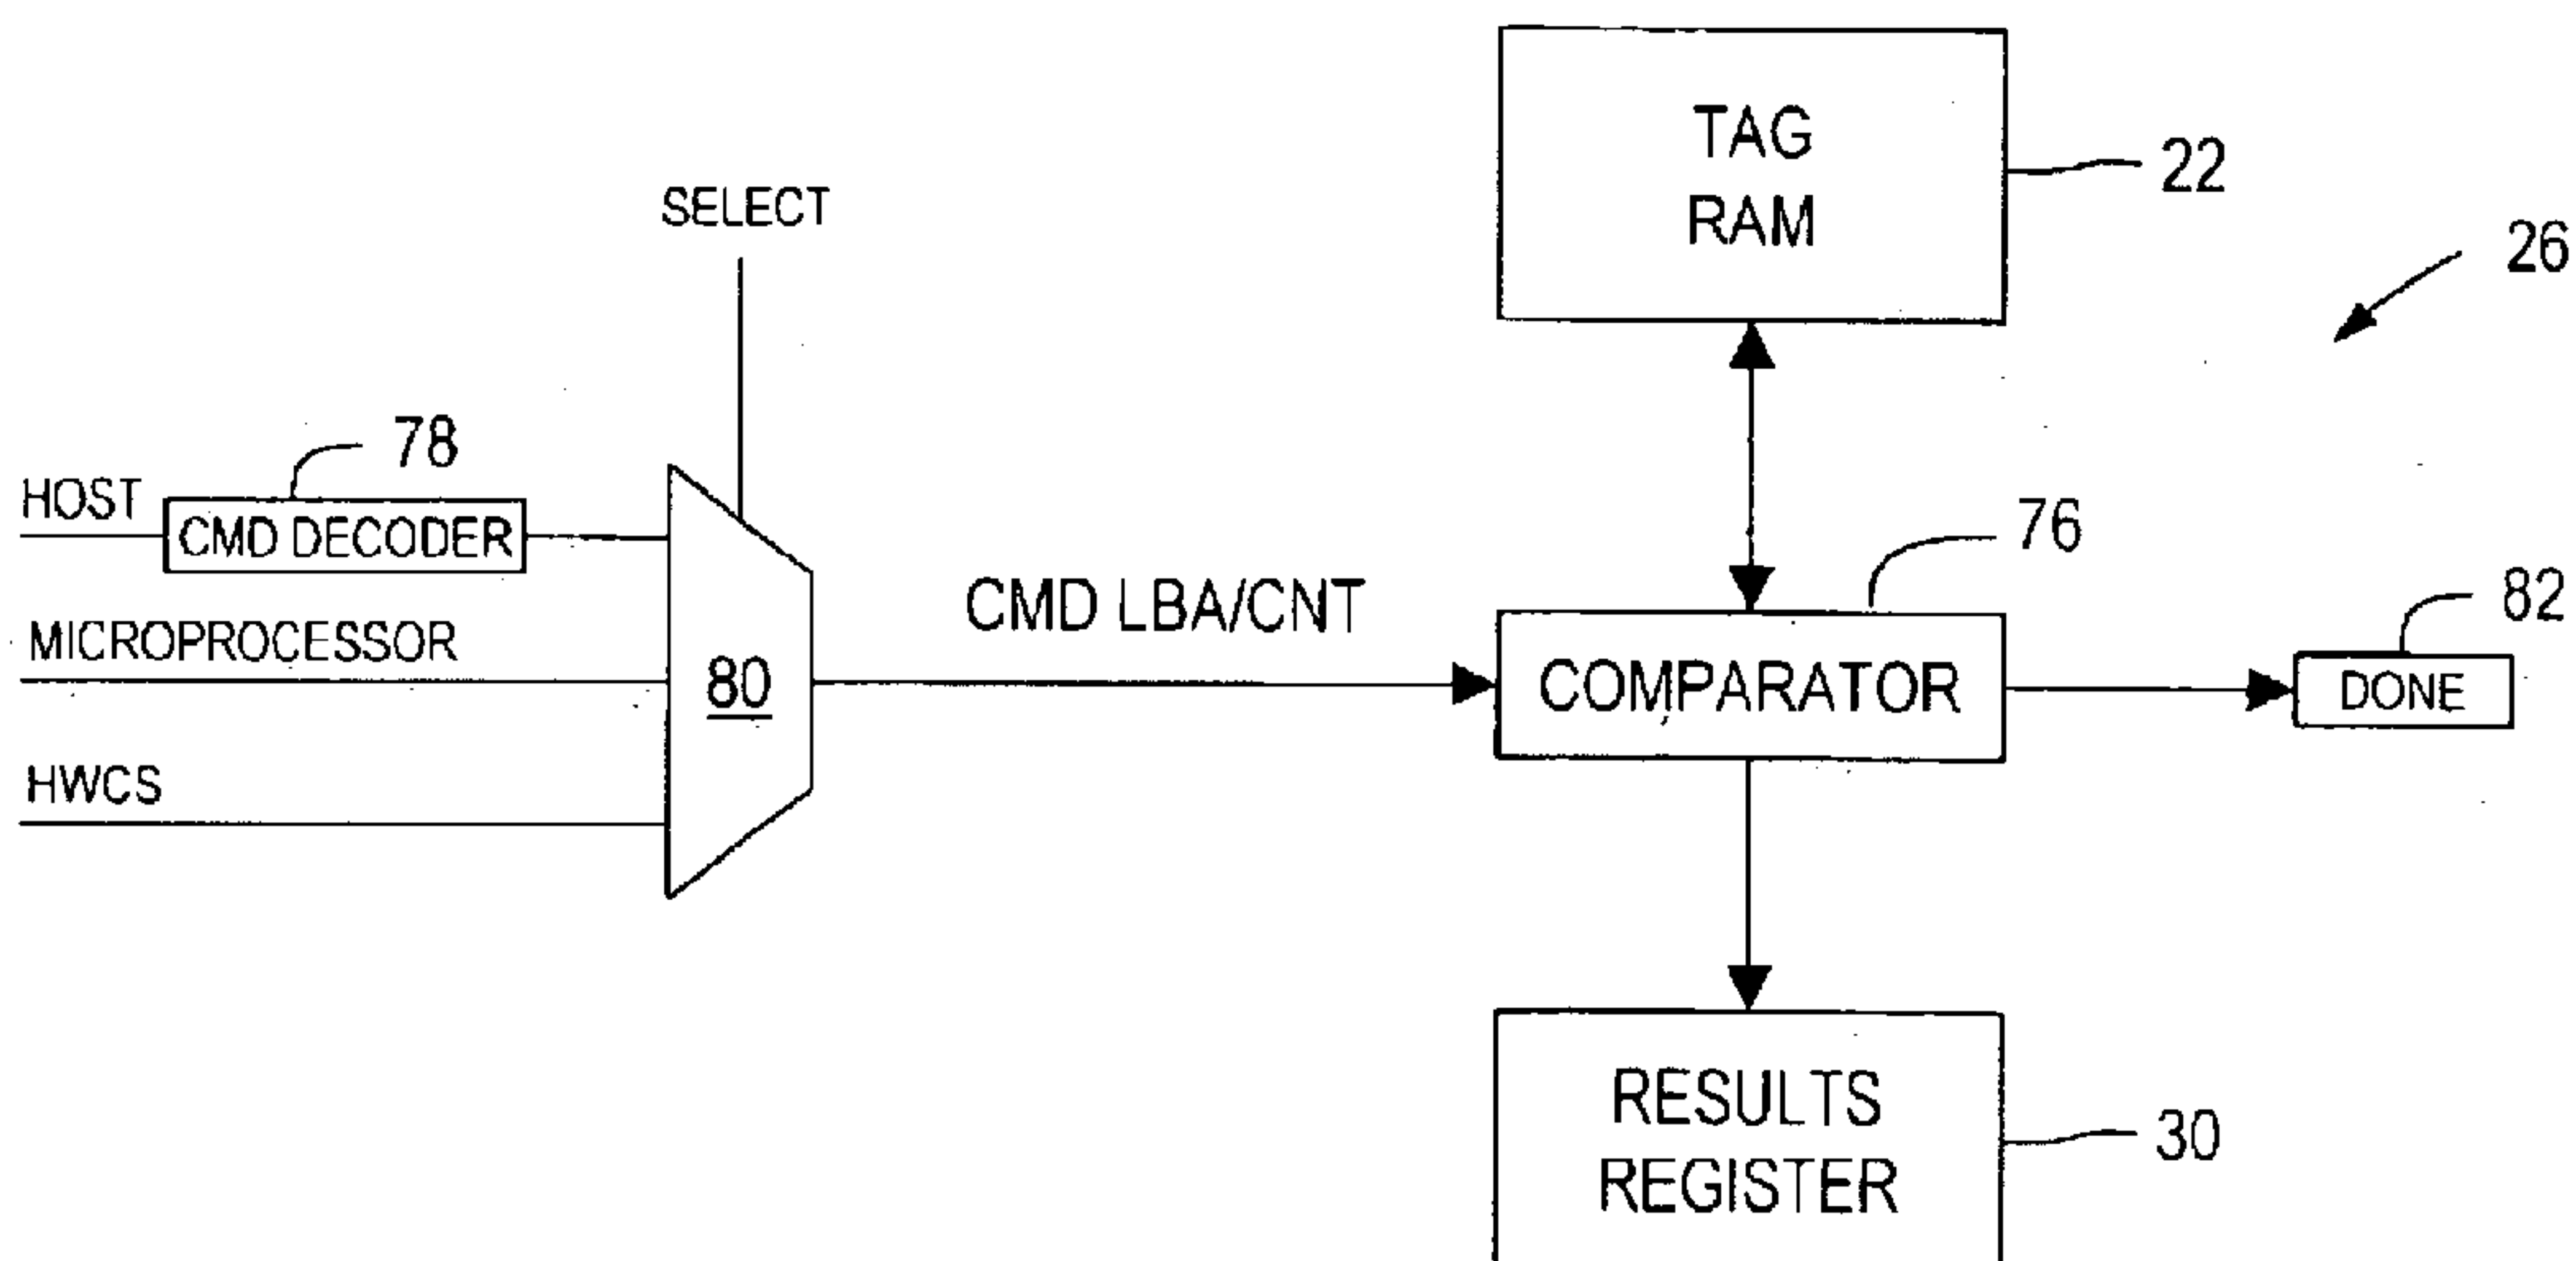 TAG
RAM
22
26
SELECT
78
HOST
CMD DECODER
76
CMD LBA/CNT
82
MICROPROCESSOR
80
COMPARATOR
DONE
HWCS
RESULTS
REGISTER
30